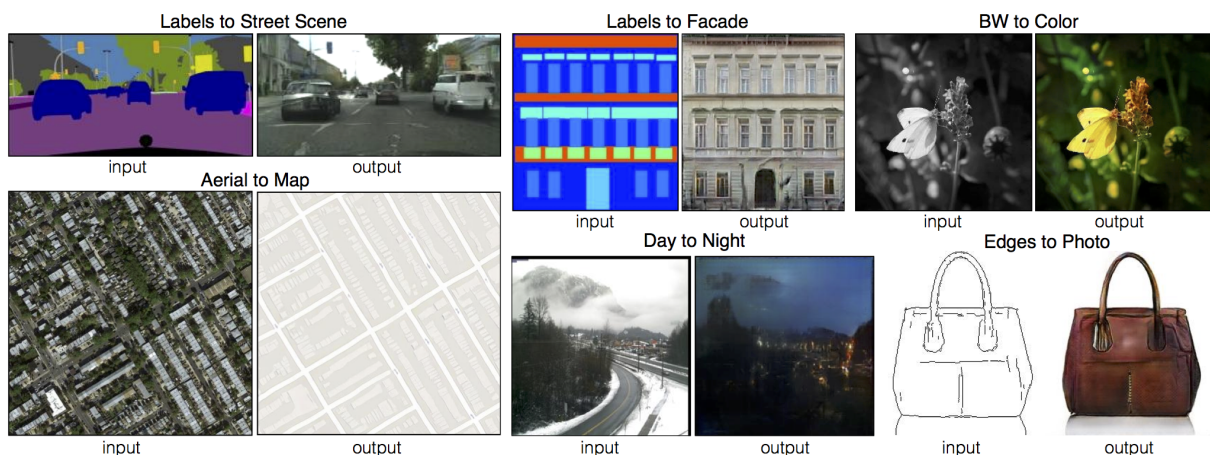 Labels to Street Scene
input
output
Aerial to Map
input
output
Labels to Facade
input
output
BW to Color
input
output
Day to Night
input
output
Edges to Photo
input
output